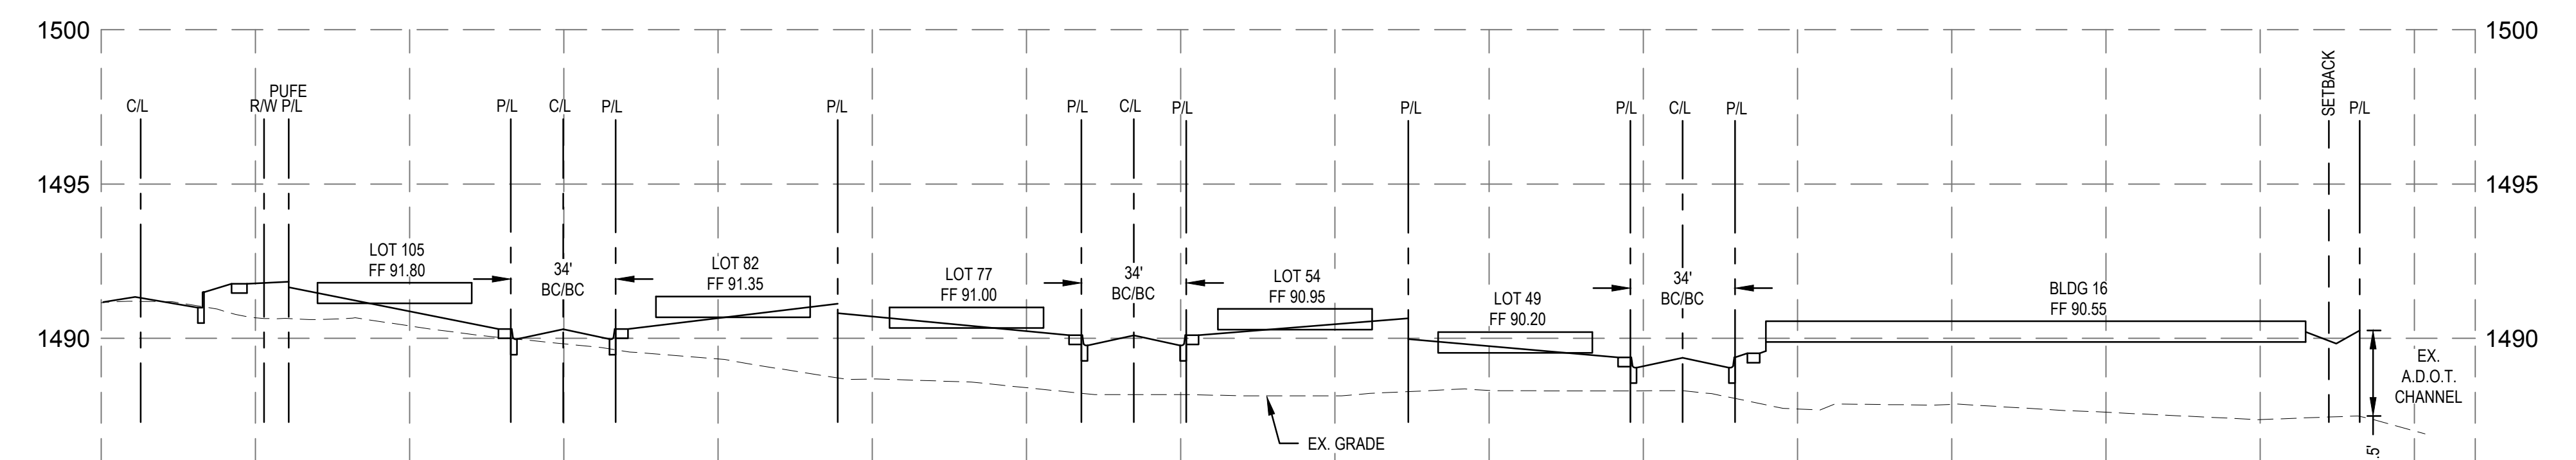 1500
1500
SETBACK
PUFE
C/L
R/W P/L
P/L
C/L
P/L
P/L
P/L
C/L
P/L
P/L
P/L
C/L
P/L
P/L
1495
1495
LOT 105
FF 91.80
34'
BC/BC
LOT 82
FF 91.35
LOT 77
FF 91.00
34'
BC/BC
LOT 54
FF 90.95
LOT 49
FF 90.20
34'
BC/BC
BLDG 16
FF 90.55
1490
1490
EX.
A.D.O.T.
CHANNEL
EX. GRADE